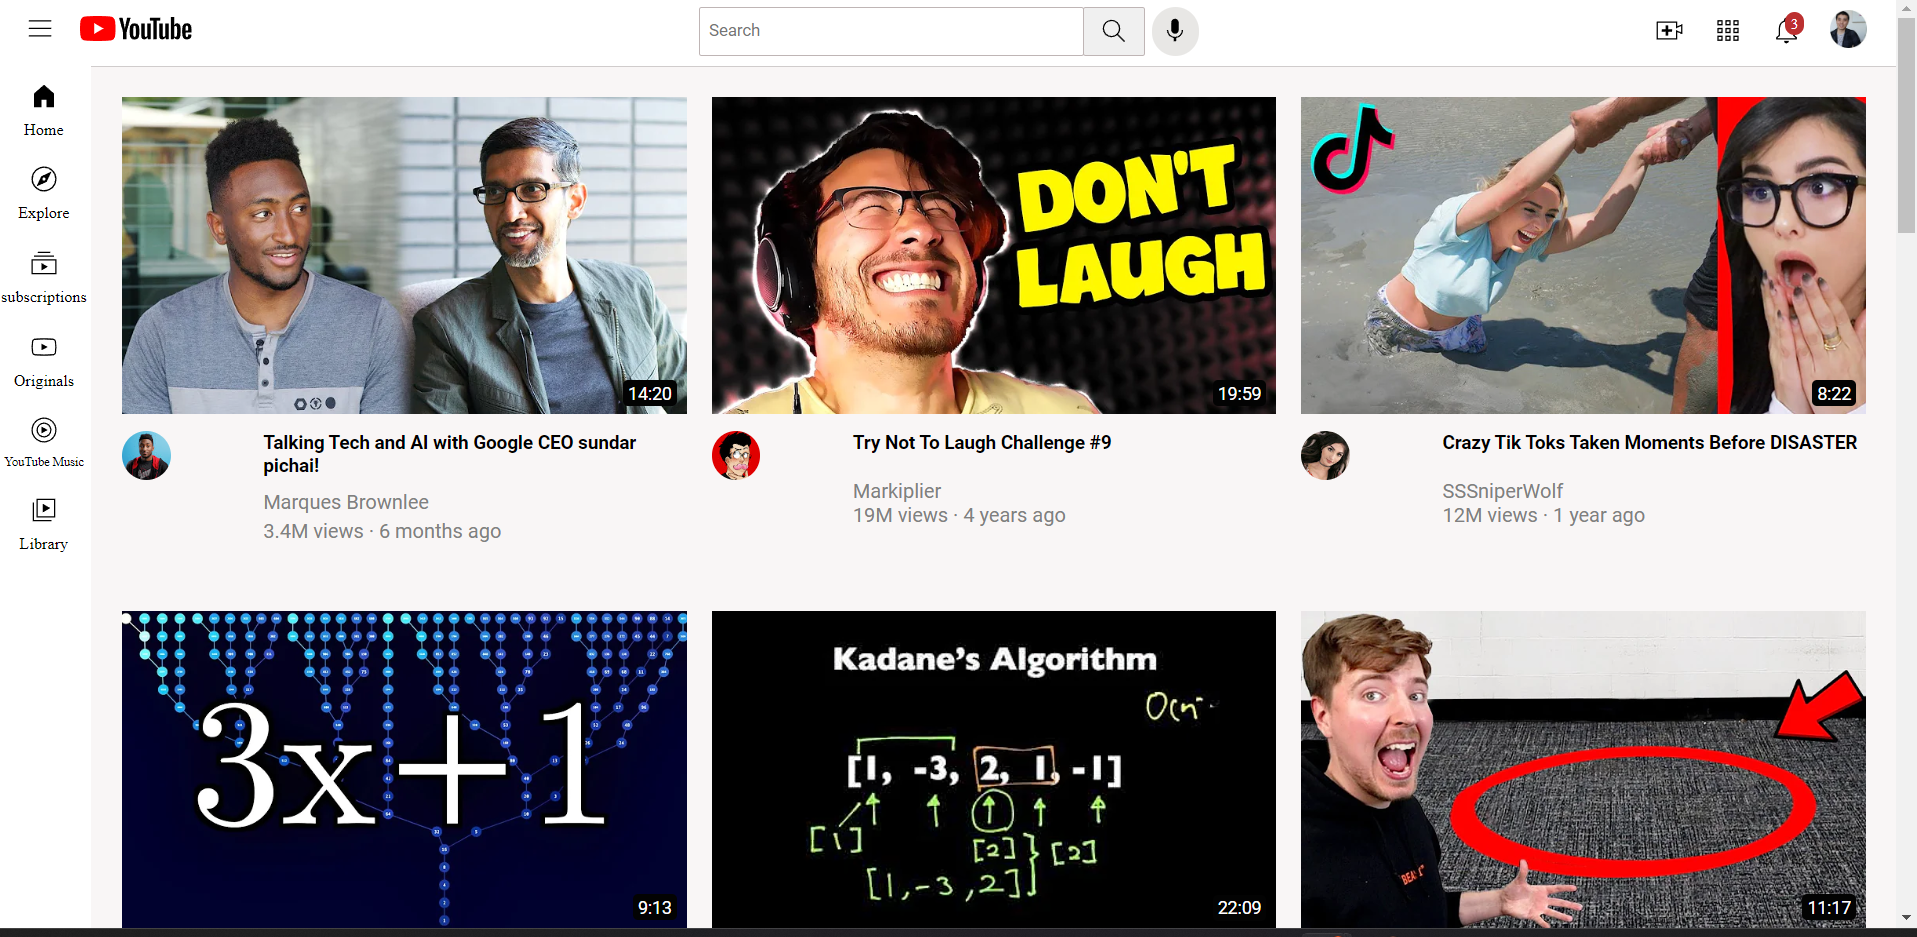 YouTube
Search
3
Home
Explore
subscriptions
Originals
YouTube Music
Library
14:20
Talking Tech and AI with Google CEO sundar
pichai!
Marques Brownlee
3.4M views · 6 months ago
DON'T
LAUGH
19:59
Try Not To Laugh Challenge #9
Markiplier
19M views · 4 years ago
8:22
Crazy Tik Toks Taken Moments Before DISASTER
SSSniperWolf
12M views · 1 year ago
3x+1
9:13
Kadane's Algorithm
[1, -3, 2, 1, -1]
[1]
[2]
[2]
[1, -3, 2]
22:09
11:17